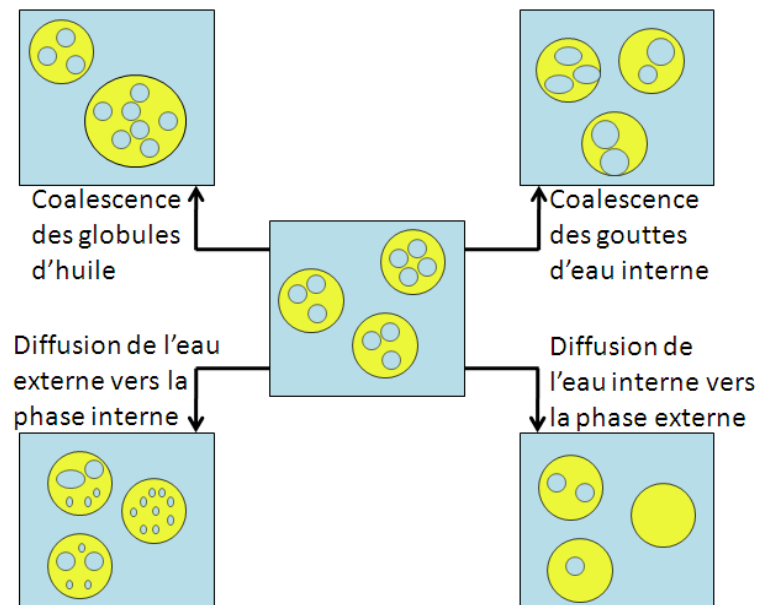 Coalescence
des globules
d'huile
Coalescence
des gouttes
d'eau interne
Diffusion de l'eau
externe vers la
phase interne
Diffusion de
l'eau interne vers
la phase externe